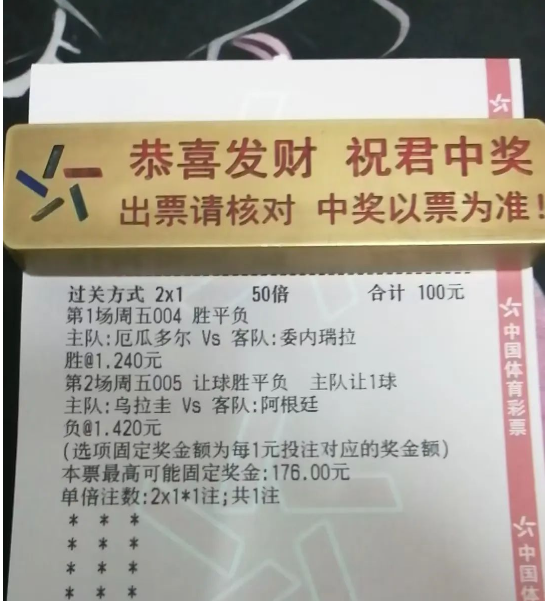 恭喜发财 祝君中奖
出票请核对 中奖以票为准!
过关方式 2x1 50倍 合计 100元
第1场周五004 胜平负
主队:厄瓜多尔 Vs 客队:委内瑞拉
胜@1.240元
第2场周五005 让球胜平负 主队让1球
主队:乌拉圭 Vs 客队:阿根廷
负@1.420元
(选项固定奖金额为每1元投注对应的奖金额)
本票最高可能固定奖金:176.00元
单倍注数:2x1*1注;共1注
* * *
* * *
* * *
* * *
中国体育彩票
中国体